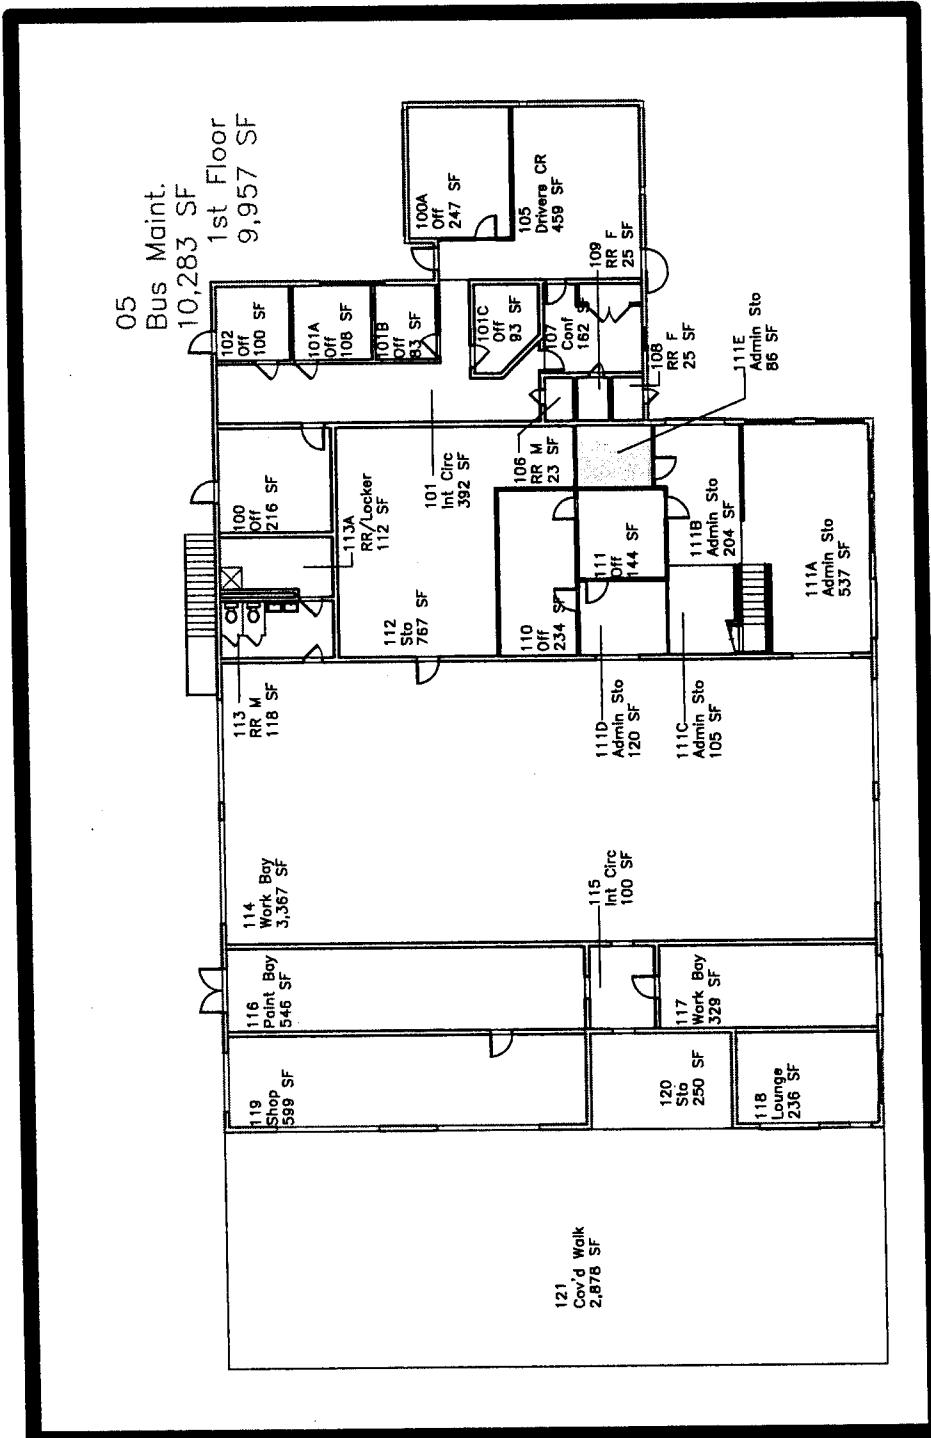 05
Bus Maint.
10,283 SF
1st Floor
9,957 SF
100A
Off
247 SF
105
Drivers CR
459 SF
109
RR F
25 SF
102
Off
100 SF
101A
Off
108 SF
101B
Off
83 SF
101C
Off
93 SF
107
Conf
162 SF
108
RR F
25 SF
111E
Admin Sto
86 SF
100
Off
216 SF
113A
RR/Locker
112 SF
101
Int Circ
392 SF
106
RR M
23 SF
112
Sto
767 SF
110
Off
234 SF
111
Off
144 SF
111B
Admin Sto
204 SF
111A
Admin Sto
537 SF
113
RR M
118 SF
111D
Admin Sto
120 SF
111C
Admin Sto
105 SF
114
Work Bay
3,367 SF
115
Int Circ
100 SF
116
Paint Bay
546 SF
117
Work Bay
329 SF
119
Shop
599 SF
120
Sto
250 SF
118
Lounge
236 SF
121
Cov'd Walk
2,878 SF